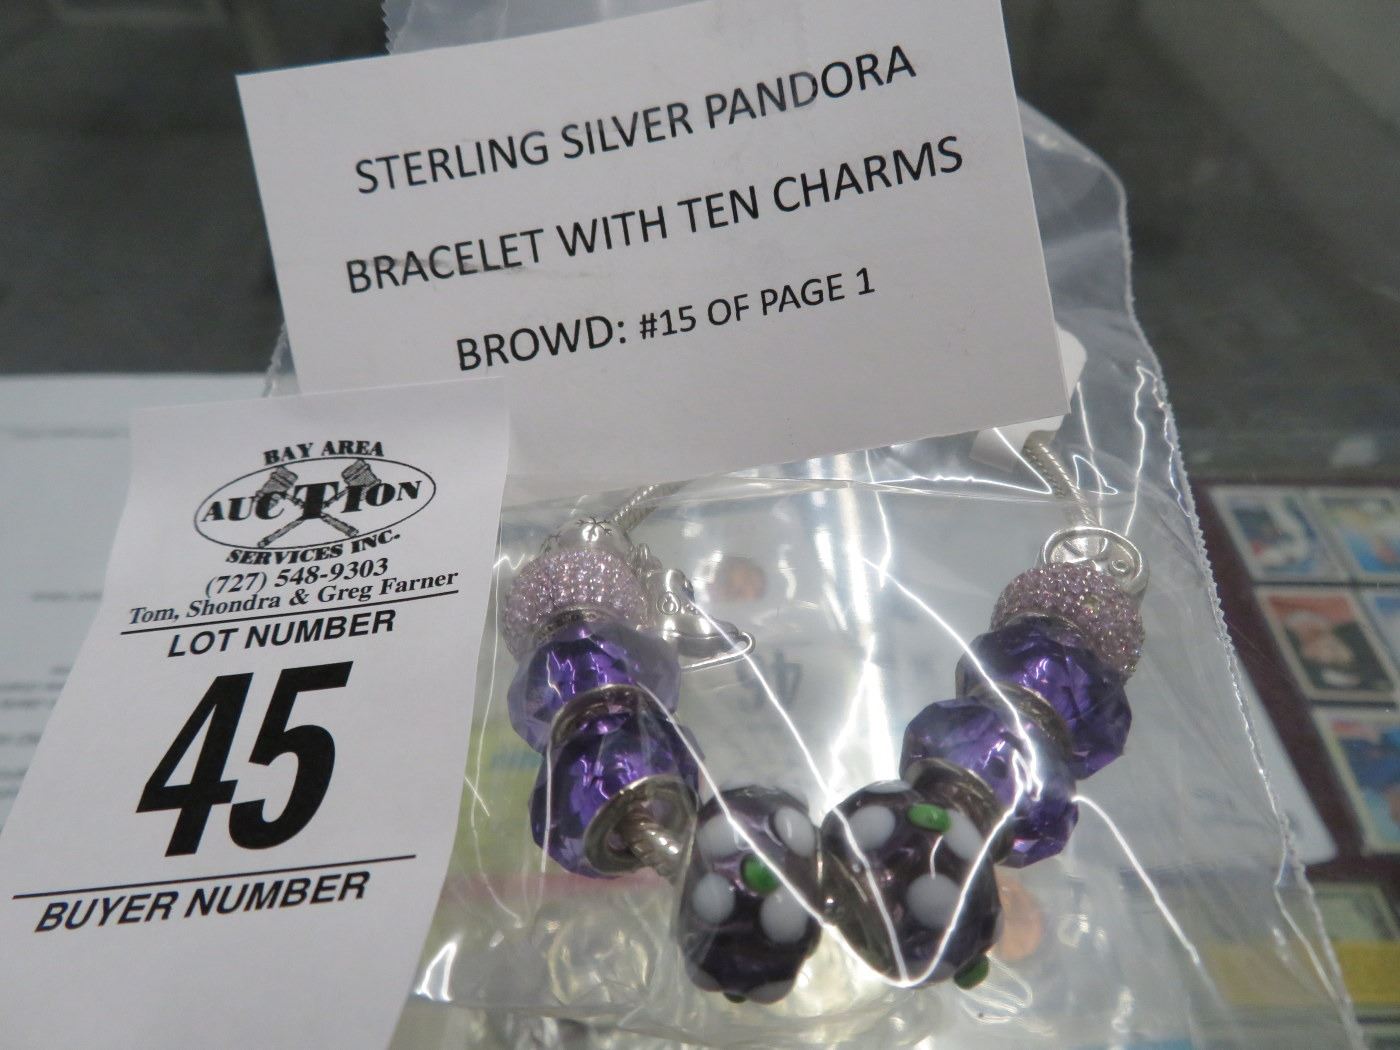 STERLING SILVER PANDORA
BRACELET WITH TEN CHARMS
BROWD: #15 OF PAGE 1
BAY AREA
AUCTION
SERVICES INC.
(727) 548-9303
Tom, Shondra & Greg Farner
LOT NUMBER
45
BUYER NUMBER